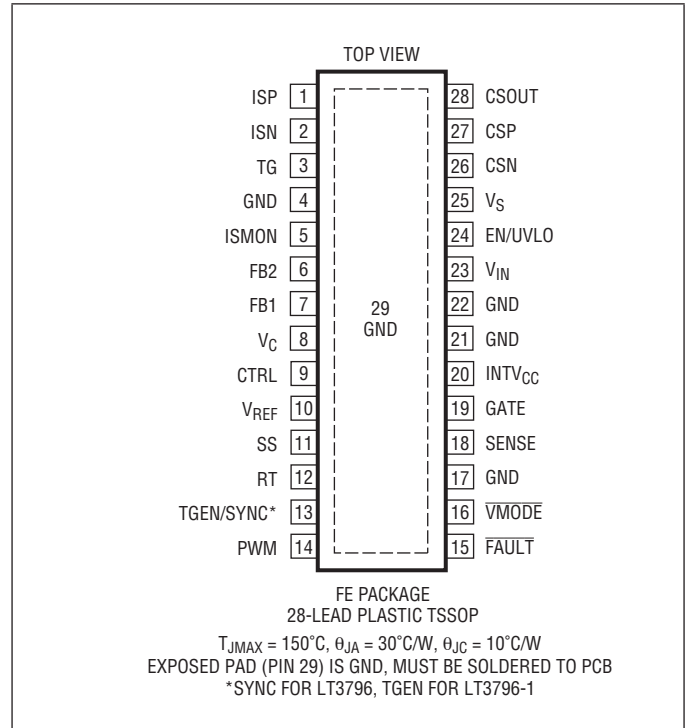 TOP VIEW
ISP 1
ISN 2
TG 3
GND 4
ISMON 5
FB2 6
FB1 7
VC 8
CTRL 9
VREF 10
SS 11
RT 12
TGEN/SYNC* 13
PWM 14
29
GND
28 CSOUT
27 CSP
26 CSN
25 VS
24 EN/UVLO
23 VIN
22 GND
21 GND
20 INTVCC
19 GATE
18 SENSE
17 GND
16 VMODE
15 FAULT
FE PACKAGE
28-LEAD PLASTIC TSSOP
TJMAX = 150°C, θJA = 30°C/W, θJC = 10°C/W
EXPOSED PAD (PIN 29) IS GND, MUST BE SOLDERED TO PCB
*SYNC FOR LT3796, TGEN FOR LT3796-1